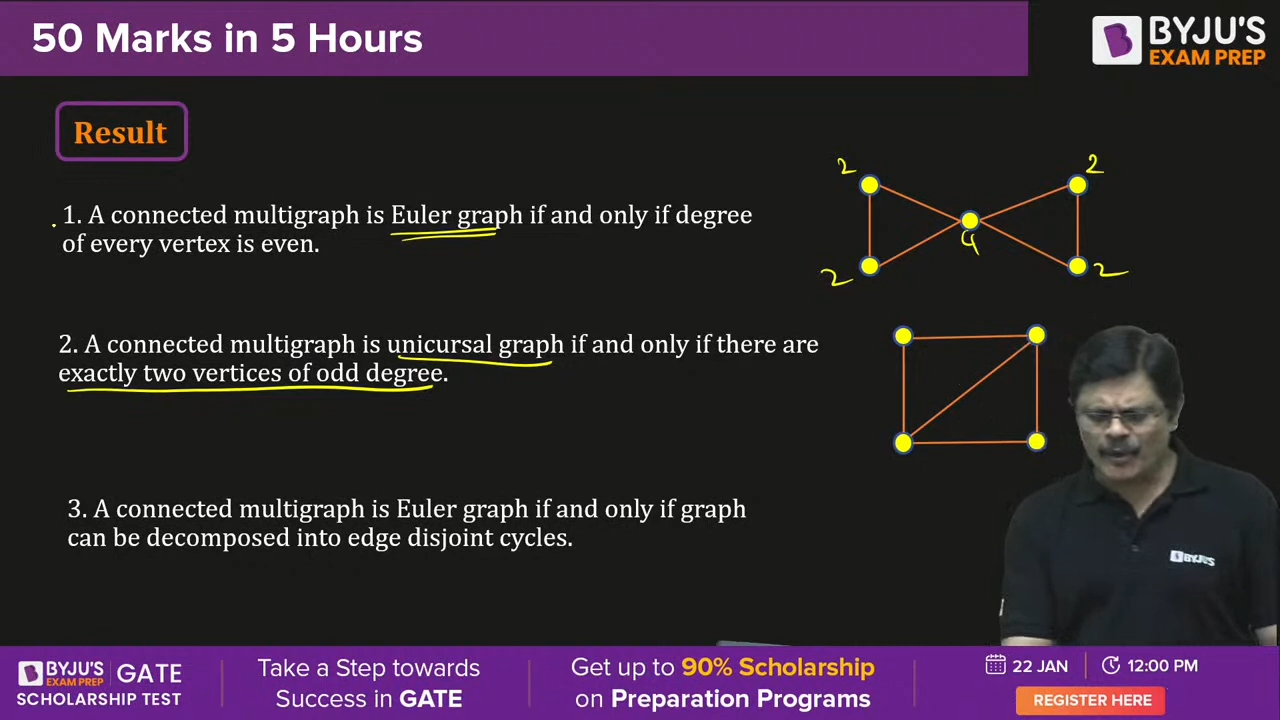 50 Marks in 5 Hours
BYJU'S
EXAM PREP
Result
1. A connected multigraph is Euler graph if and only if degree
of every vertex is even.
2 2
4
2 2
2. A connected multigraph is unicursal graph if and only if there are
exactly two vertices of odd degree.
3. A connected multigraph is Euler graph if and only if graph
can be decomposed into edge disjoint cycles.
BYJU'S
BYJU'S
EXAM PREP
GATE
SCHOLARSHIP TEST
Take a Step towards
Success in GATE
Get up to 90% Scholarship
on Preparation Programs
22 JAN
12:00 PM
REGISTER HERE